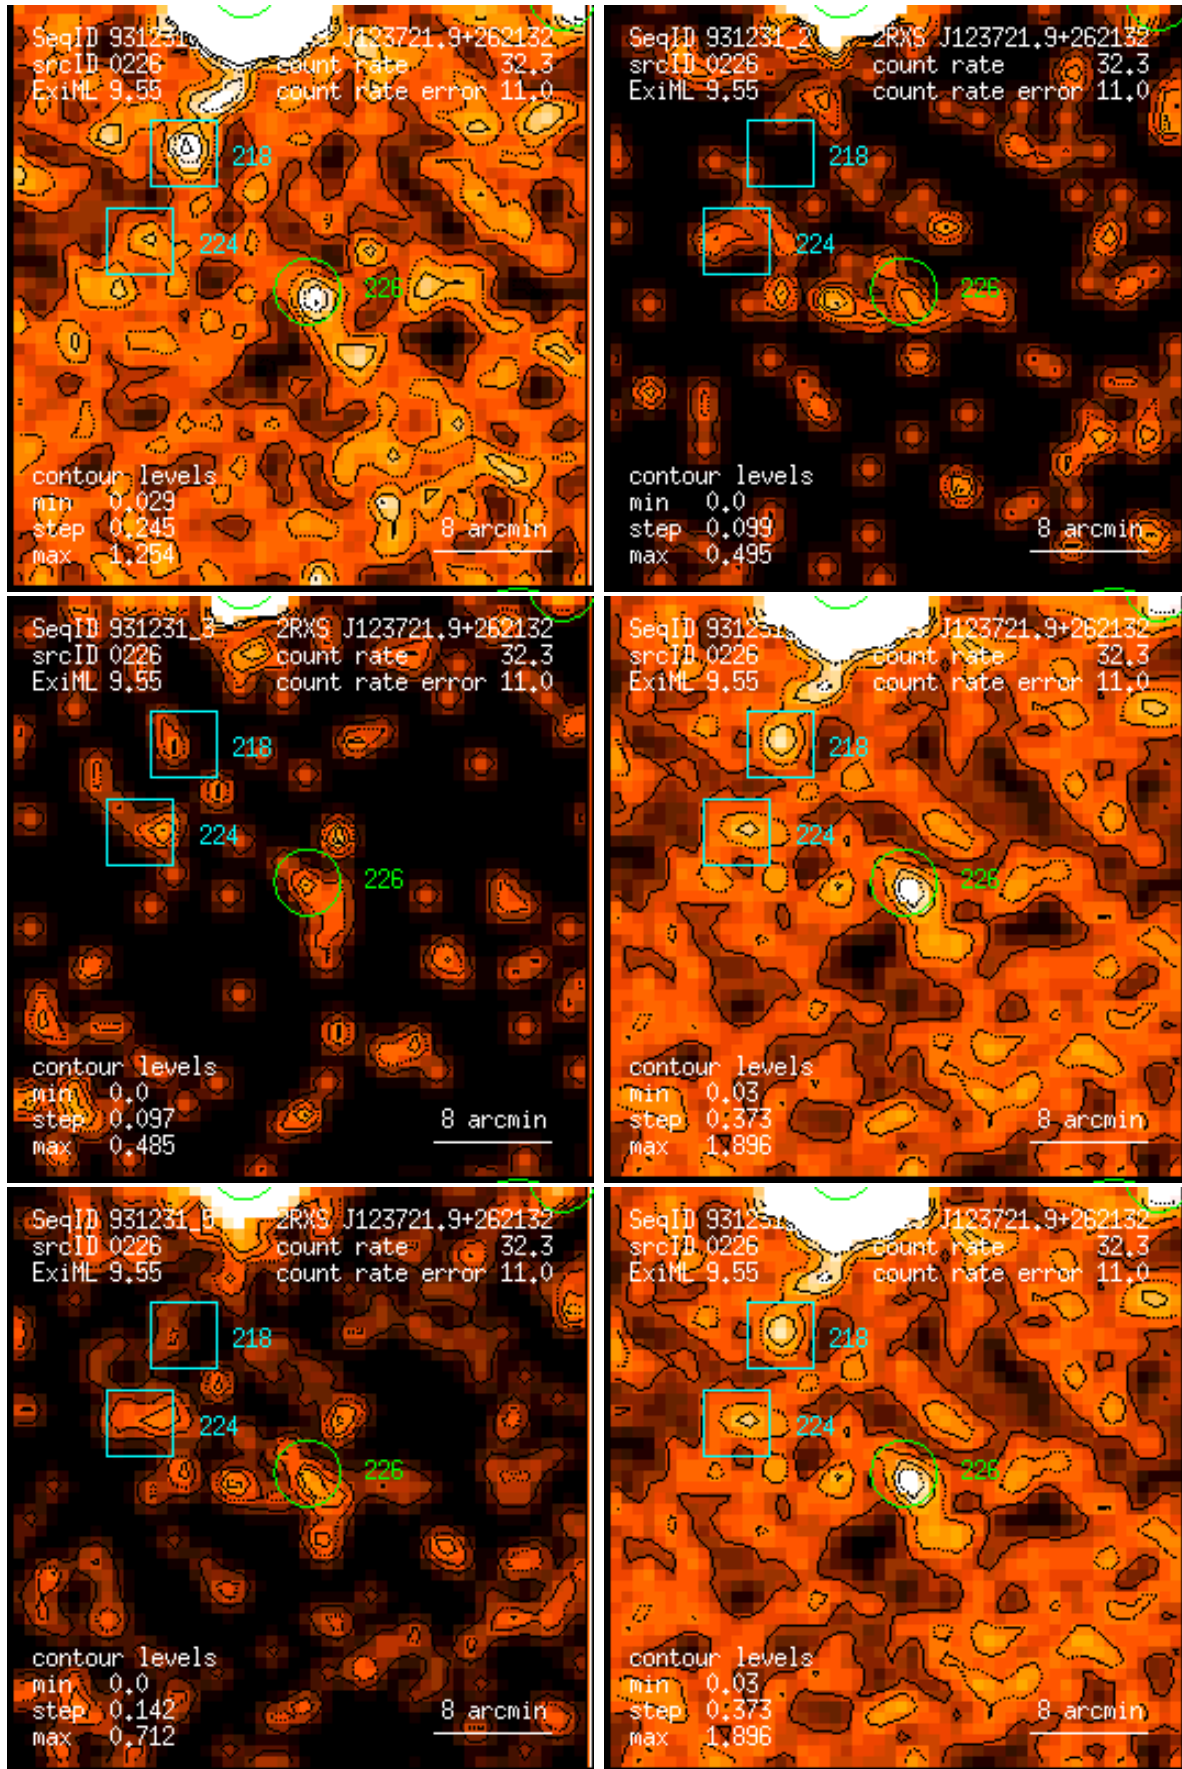 SeqID 931231 J123721.9+262132
srcID 0226 count rate 32.3
ExiML 9.55 count rate error 11.0
218
224
226
contour levels
min 0.029
step 0.245 8 arcmin
max 1.254
SeqID 931231_2 2RXS J123721.9+262132
srcID 0226 count rate 32.3
ExiML 9.55 count rate error 11.0
218
224
226
contour levels
min 0.0
step 0.099 8 arcmin
max 0.495
SeqID 931231_3 2RXS J123721.9+262132
srcID 0226 count rate 32.3
ExiML 9.55 count rate error 11.0
218
224
226
contour levels
min 0.0
step 0.097 8 arcmin
max 0.485
SeqID J123721.9+262132
srcID 0226 count rate 32.3
ExiML 9.55 count rate error 11.0
218
224
226
contour levels
min 0.03
step 0.373 8 arcmin
max 1.896
SeqID 2RXS J123721.9+262132
srcID 0226 count rate 32.3
ExiML 9.55 count rate error 11.0
218
224
226
contour levels
min 0.0
step 0.142 8 arcmin
max 0.712
SeqID J123721.9+262132
srcID 0226 count rate 32.3
ExiML 9.55 count rate error 11.0
218
224
226
contour levels
min 0.03
step 0.373 8 arcmin
max 1.896